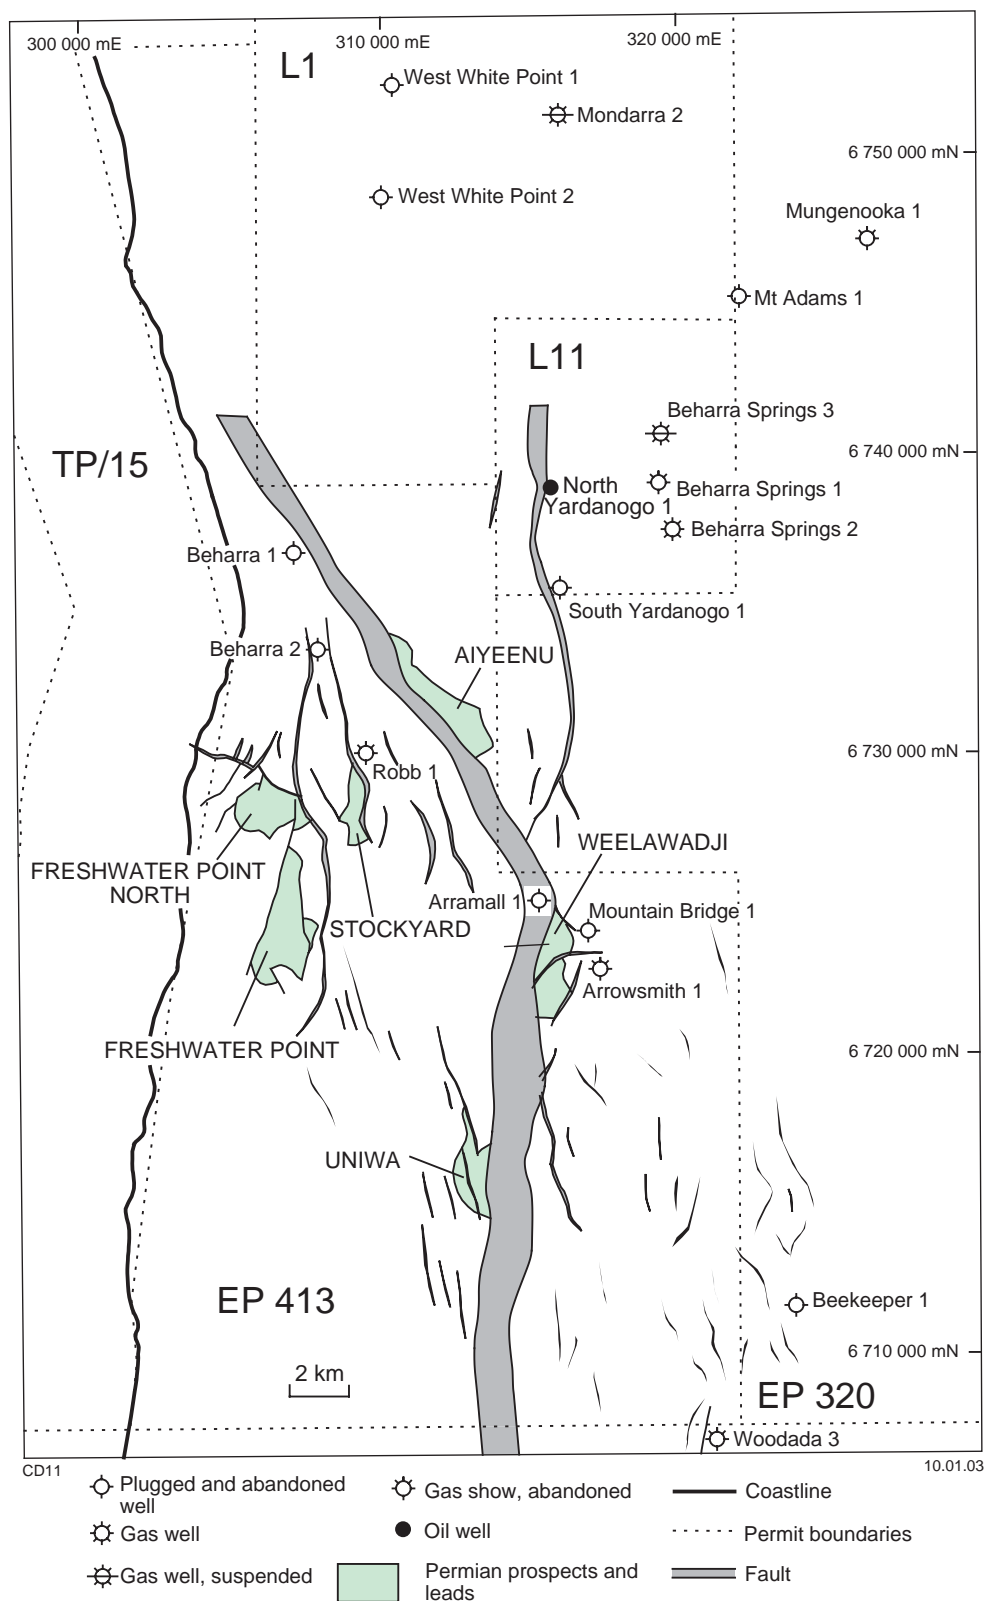 300 000 mE
310 000 mE
320 000 mE
L1
West White Point 1
Mondarra 2
6 750 000 mN
West White Point 2
Mungenooka 1
Mt Adams 1
L11
Beharra Springs 3
TP/15
6 740 000 mN
North
Yardanogo 1
Beharra Springs 1
Beharra Springs 2
Beharra 1
South Yardanogo 1
Beharra 2
AIYEENU
6 730 000 mN
Robb 1
WEELAWADJI
FRESHWATER POINT
NORTH
Arramall 1
Mountain Bridge 1
STOCKYARD
Arrowsmith 1
FRESHWATER POINT
6 720 000 mN
UNIWA
EP 413
Beekeeper 1
6 710 000 mN
2 km
EP 320
Woodada 3
CD11
10.01.03
Plugged and abandoned
well
Gas show, abandoned
Coastline
Gas well
Oil well
Permit boundaries
Gas well, suspended
Permian prospects and
leads
Fault